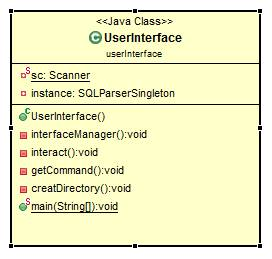 <<Java Class>>
UserInterface
userInterface
sc: Scanner
instance: SQLParserSingleton
UserInterface()
interfaceManager():void
interact():void
getCommand():void
creatDirectory():void
main(String[]):void